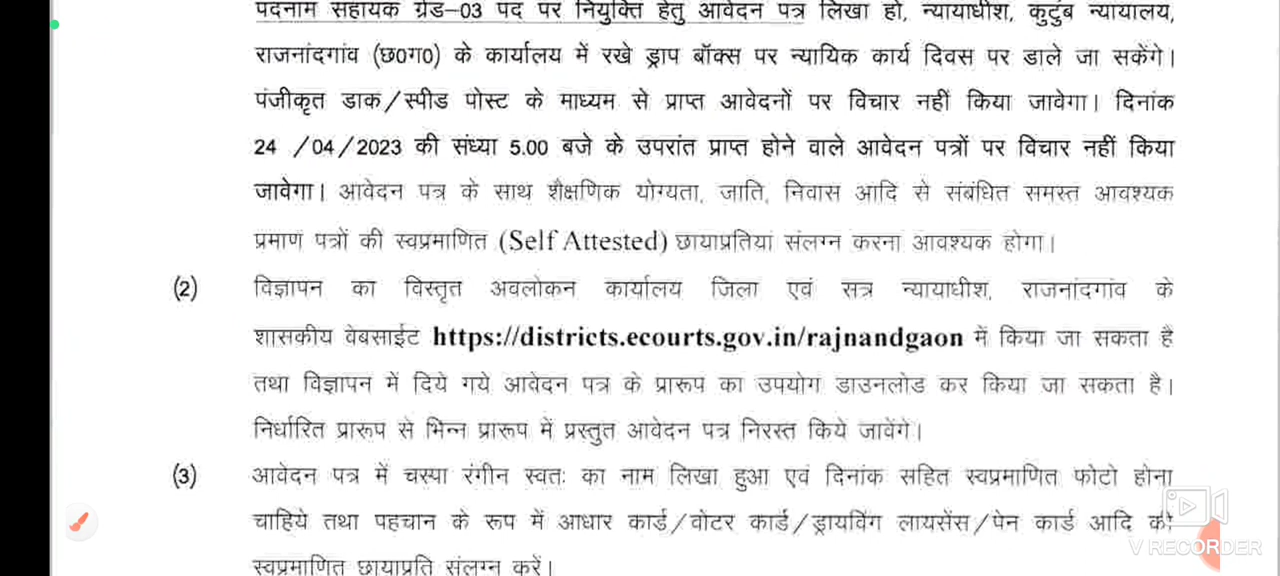 पदनाम सहायक ग्रेड–03 पद पर नियुक्ति हेतु आवेदन पत्र लिखा हो, न्यायाधीश, कुटुंब न्यायालय,
राजनांदगांव (छ0ग0) के कार्यालय में रखे ड्राप बॉक्स पर न्यायिक कार्य दिवस पर डाले जा सकेंगे।
पंजीकृत डाक/स्पीड पोस्ट के माध्यम से प्राप्त आवेदनों पर विचार नहीं किया जावेगा। दिनांक
24 /04/2023 की संध्या 5.00 बजे के उपरांत प्राप्त होने वाले आवेदन पत्रों पर विचार नहीं किया
जावेगा। आवेदन पत्र के साथ शैक्षणिक योग्यता, जाति, निवास आदि से संबंधित समस्त आवश्यक
प्रमाण पत्रों की स्वप्रमाणित (Self Attested) छायाप्रतियां संलग्न करना आवश्यक होगा।
(2) विज्ञापन का विस्तृत अवलोकन कार्यालय जिला एवं सत्र न्यायाधीश, राजनांदगांव के
शासकीय वेबसाईट https://districts.ecourts.gov.in/rajnandgaon में किया जा सकता है
तथा विज्ञापन में दिये गये आवेदन पत्र के प्रारूप का उपयोग डाउनलोड कर किया जा सकता है।
निर्धारित प्रारूप से भिन्न प्रारूप में प्रस्तुत आवेदन पत्र निरस्त किये जावेंगे।
(3) आवेदन पत्र में चस्पा रंगीन स्वतः का नाम लिखा हुआ एवं दिनांक सहित स्वप्रमाणित फोटो होना
चाहिये तथा पहचान के रूप में आधार कार्ड/वोटर कार्ड/ड्रायविंग लायसेंस/पेन कार्ड आदि की
स्वप्रमाणित छायाप्रति संलग्न करें।
V RECORDER